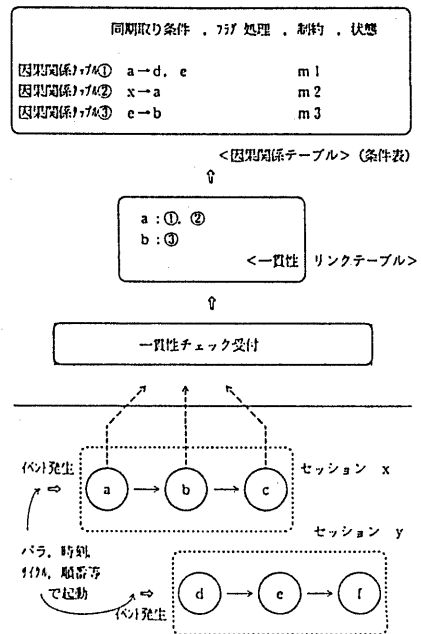 同期取り条件 , フラグ 処理 , 制約 , 状態
因果関係タップル① a→d, e m1
因果関係タップル② x→a m2
因果関係タップル③ c→b m3
<因果関係テーブル> (条件表)
⇧
a:①, ②
b:③
<一貫性 リンクテーブル>
⇧
一貫性チェック受付
イベント発生 ⇨ a → b → c セッション x
セッション y
パラ, 時刻,
サイクル, 順番等
で起動
⇨ d → e → f
イベント発生